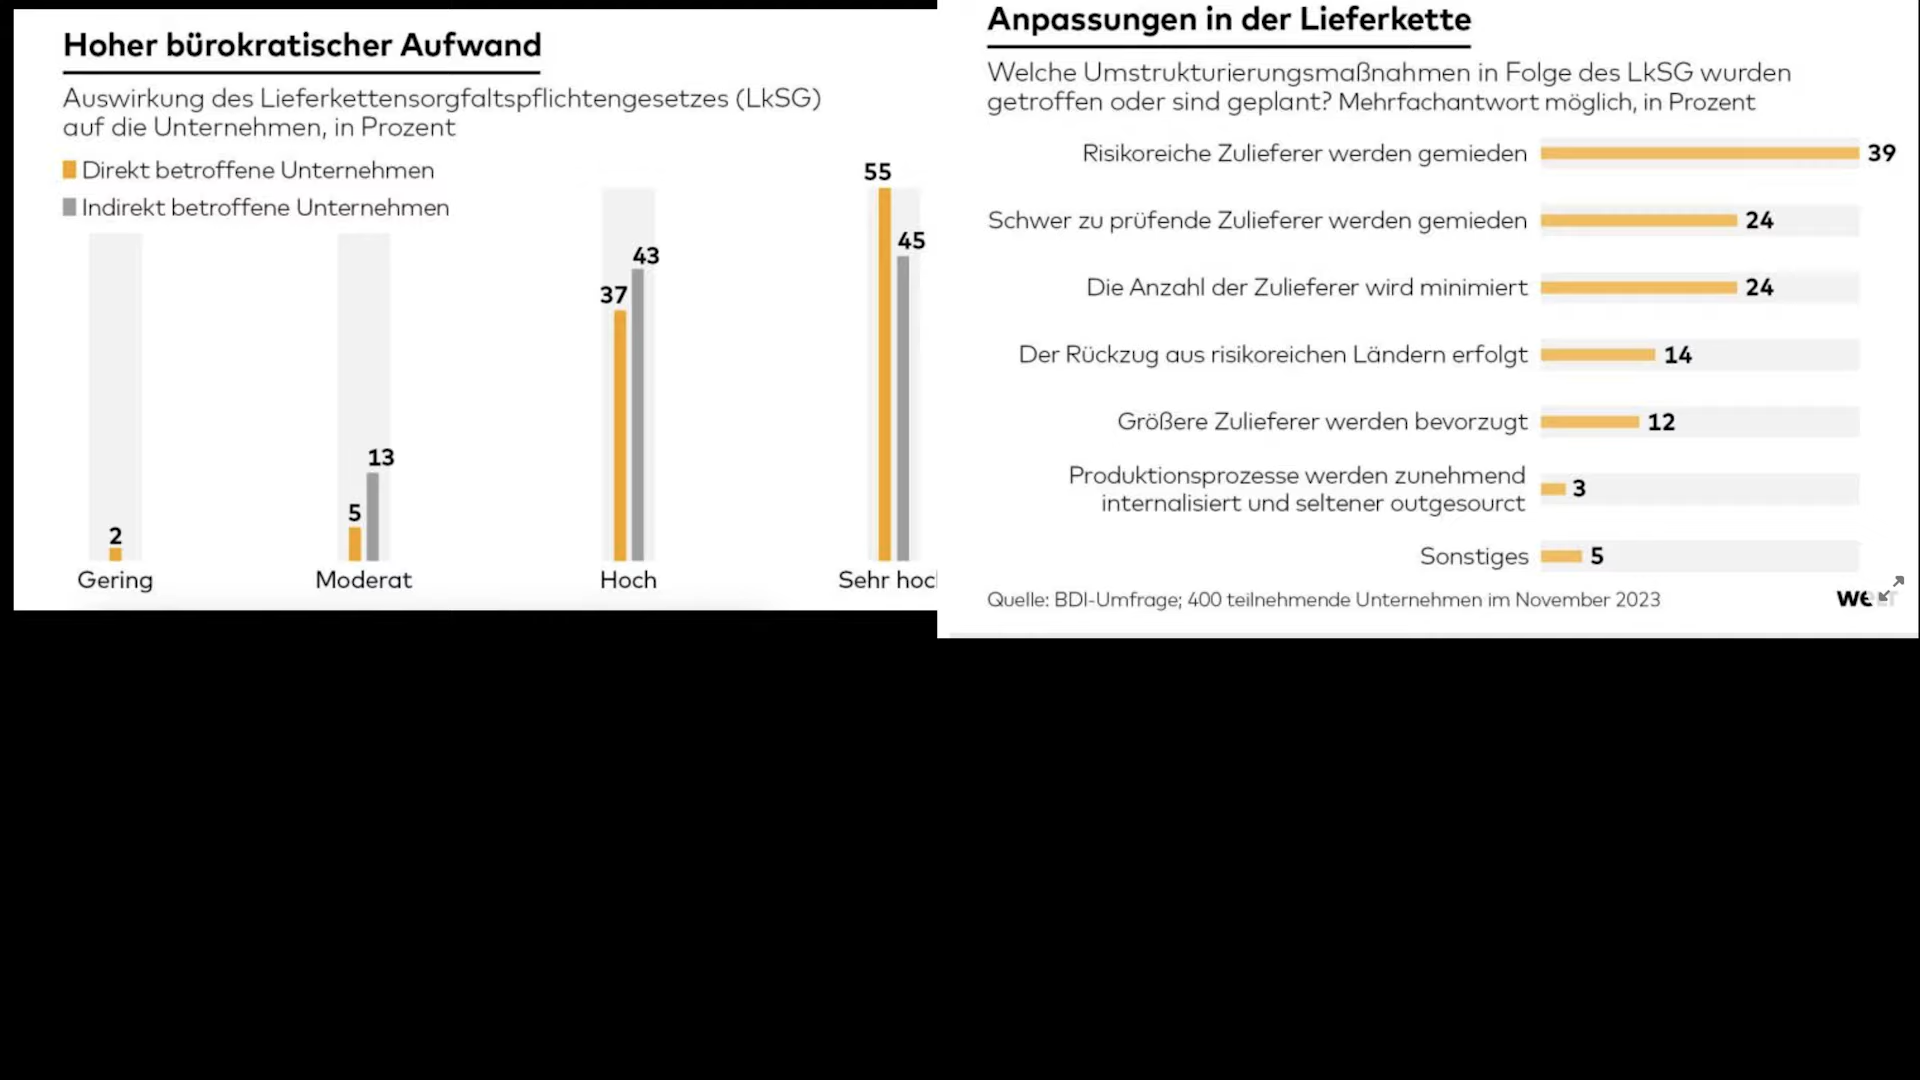 Hoher bürokratischer Aufwand
Auswirkung des Lieferkettensorgfaltspflichtengesetzes (LkSG)
auf die Unternehmen, in Prozent
Direkt betroffene Unternehmen
Indirekt betroffene Unternehmen
2
5
13
37
43
55
45
Gering
Moderat
Hoch
Sehr hoc
Anpassungen in der Lieferkette
Welche Umstrukturierungsmaßnahmen in Folge des LkSG wurden
getroffen oder sind geplant? Mehrfachantwort möglich, in Prozent
Risikoreiche Zulieferer werden gemieden 39
Schwer zu prüfende Zulieferer werden gemieden 24
Die Anzahl der Zulieferer wird minimiert 24
Der Rückzug aus risikoreichen Ländern erfolgt 14
Größere Zulieferer werden bevorzugt 12
Produktionsprozesse werden zunehmend
internalisiert und seltener outgesourct 3
Sonstiges 5
Quelle: BDI-Umfrage; 400 teilnehmende Unternehmen im November 2023